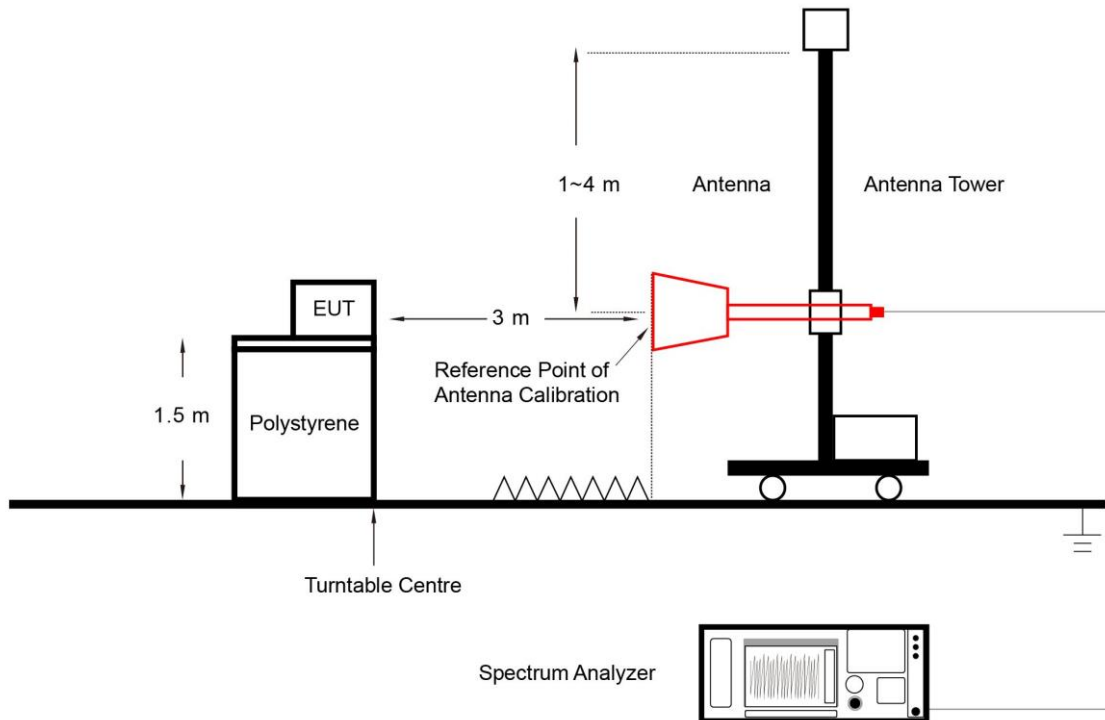 1~4 m
Antenna
Antenna Tower
EUT
3 m
Reference Point of
Antenna Calibration
1.5 m
Polystyrene
Turntable Centre
Spectrum Analyzer